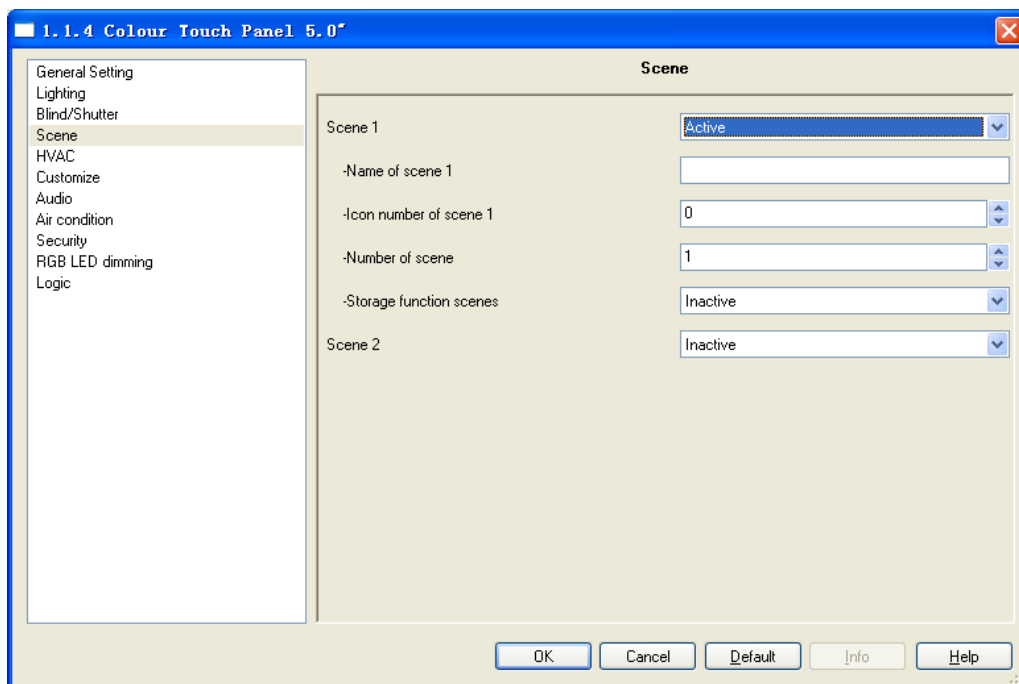 1.1.4 Colour Touch Panel 5.0"
General Setting
Lighting
Blind/Shutter
Scene
HVAC
Customize
Audio
Air condition
Security
RGB LED dimming
Logic
Scene
Scene 1 Active
-Name of scene 1
-Icon number of scene 1 0
-Number of scene 1
-Storage function scenes Inactive
Scene 2 Inactive
OK Cancel Default Info Help